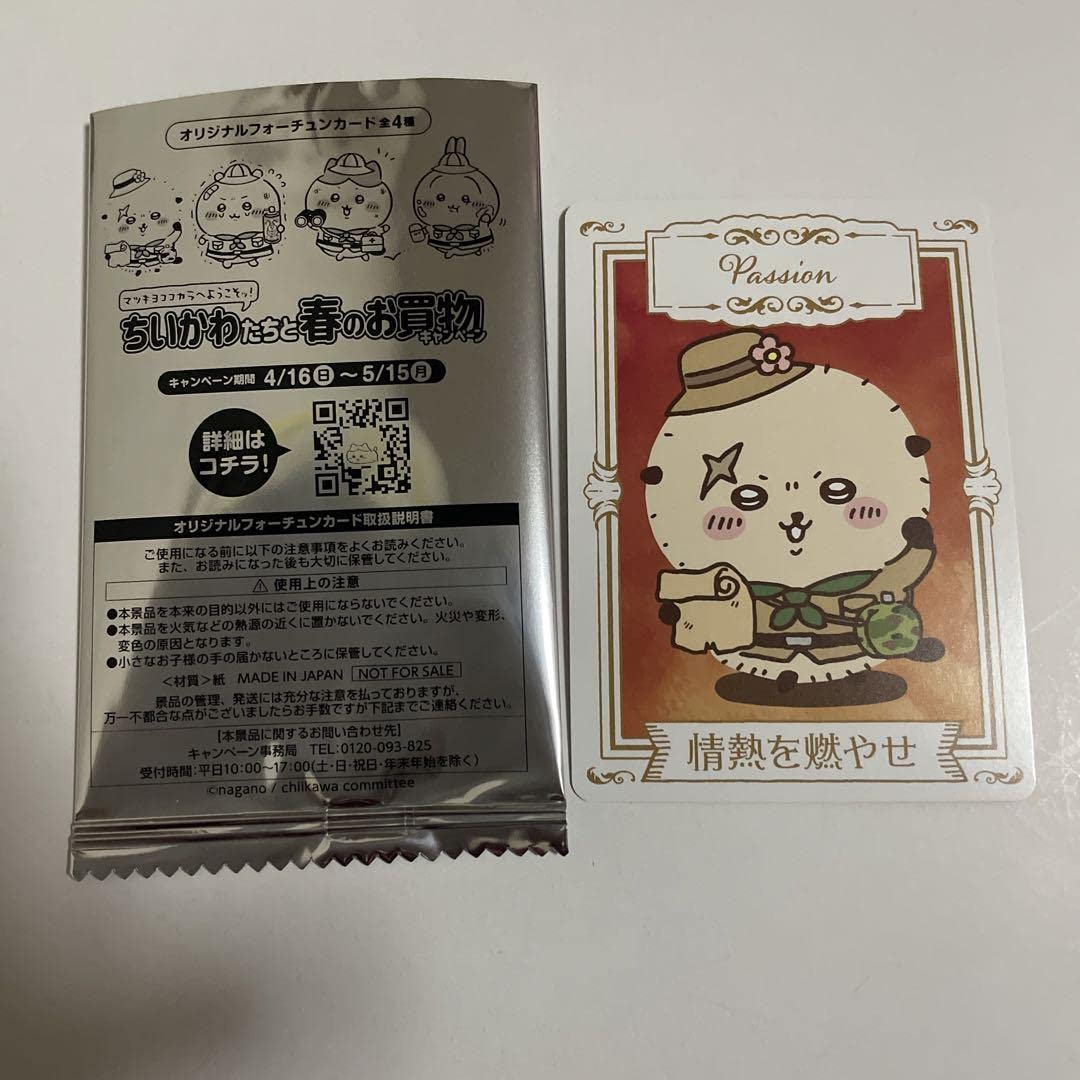 オリジナルフォーチュンカード全4種
マツキヨココカラへようこそッ!
ちいかわたちと春のお買物キャンペーン
キャンペーン期間 4/16(日)~5/15(月)
詳細は
コチラ!
オリジナルフォーチュンカード取扱説明書
ご使用になる前に以下の注意事項をよくお読みください。
また、お読みになった後も大切に保管してください。
⚠使用上の注意
●本景品を本来の目的以外にはご使用にならないでください。
●本景品を火気などの熱源の近くに置かないでください。火災や変形、
変色の原因となります。
●小さなお子様の手の届かないところに保管してください。
<材質>紙 MADE IN JAPAN NOT FOR SALE
景品の管理、発送には充分な注意を払っておりますが、
万一不都合な点がございましたらお手数ですが下記までご連絡ください。
[本景品に関するお問い合わせ先]
キャンペーン事務局 TEL:0120-093-825
受付時間:平日10:00~17:00(土・日・祝日・年末年始を除く)
©nagano / chiikawa committee
Passion
情熱を燃やせ